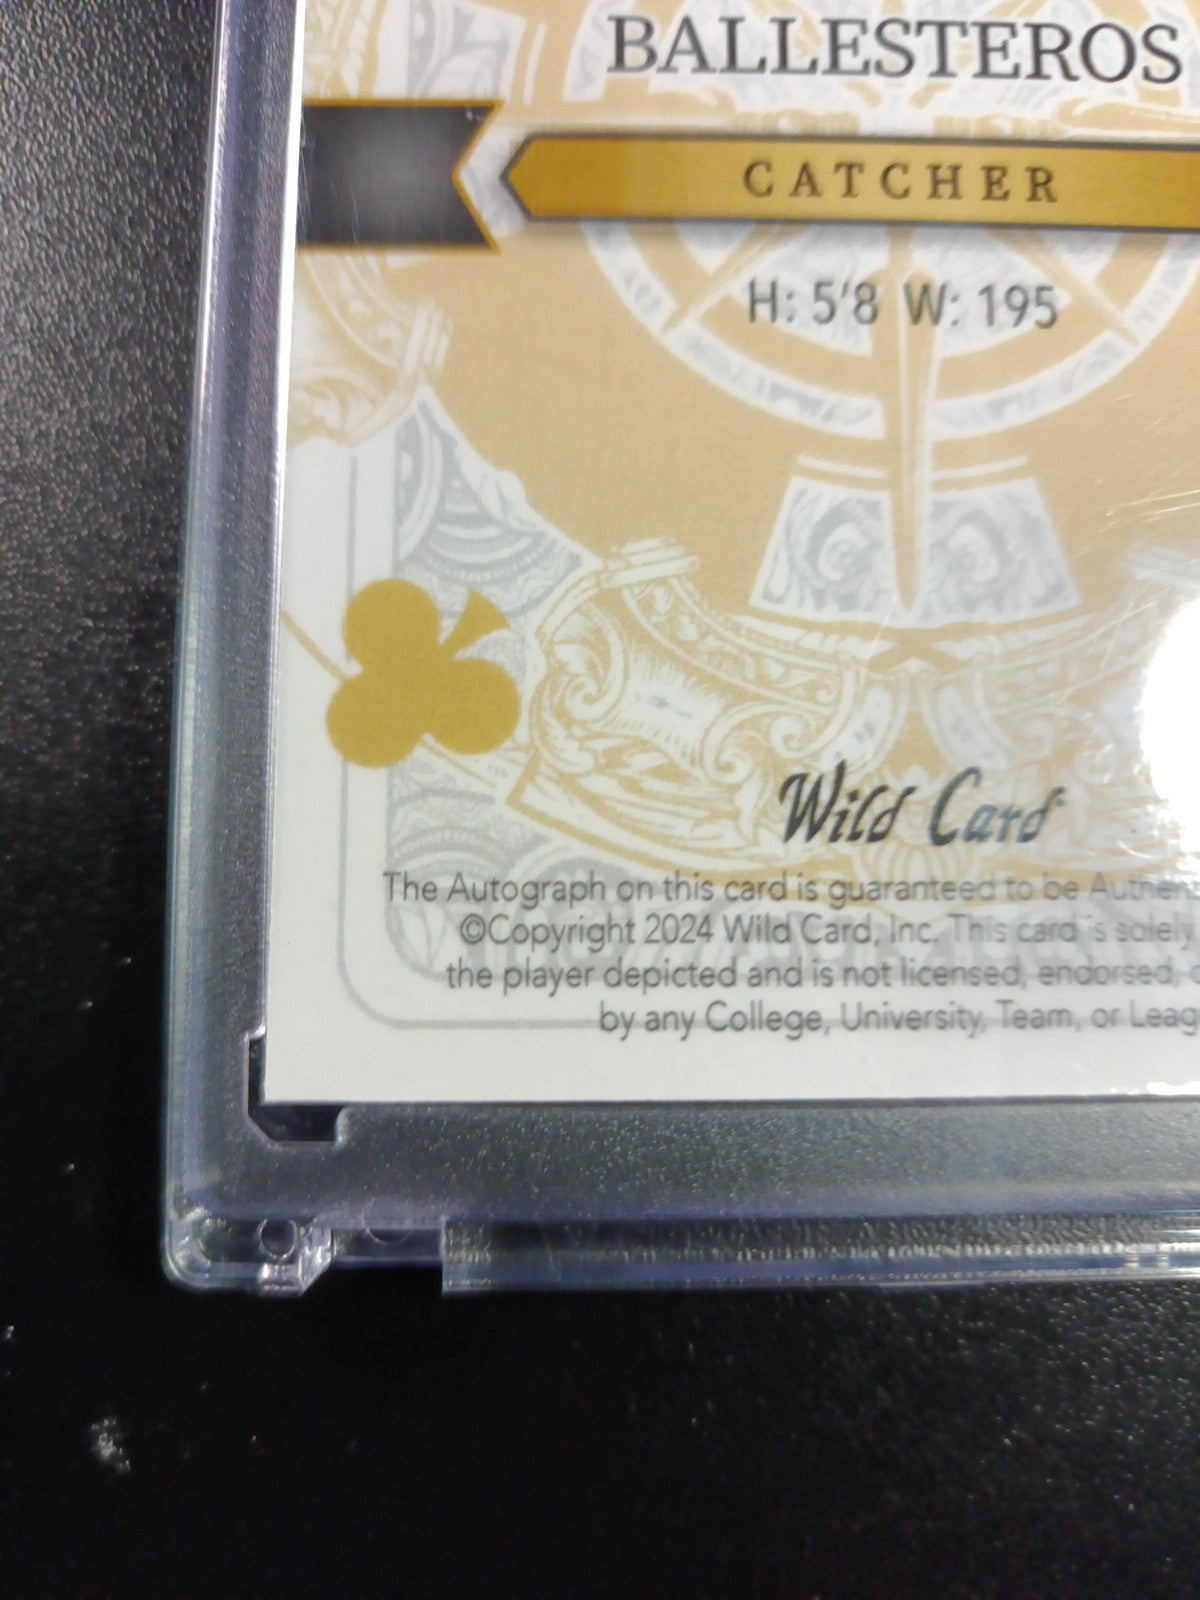 BALLESTEROS
CATCHER
H: 5'8 W: 195
Wild Card
The Autograph on this card is guaranteed to be
©Copyright 2024 Wild Card, Inc. This card is solely
the player depicted and is not licensed, endorsed,
by any College, University, Team, or